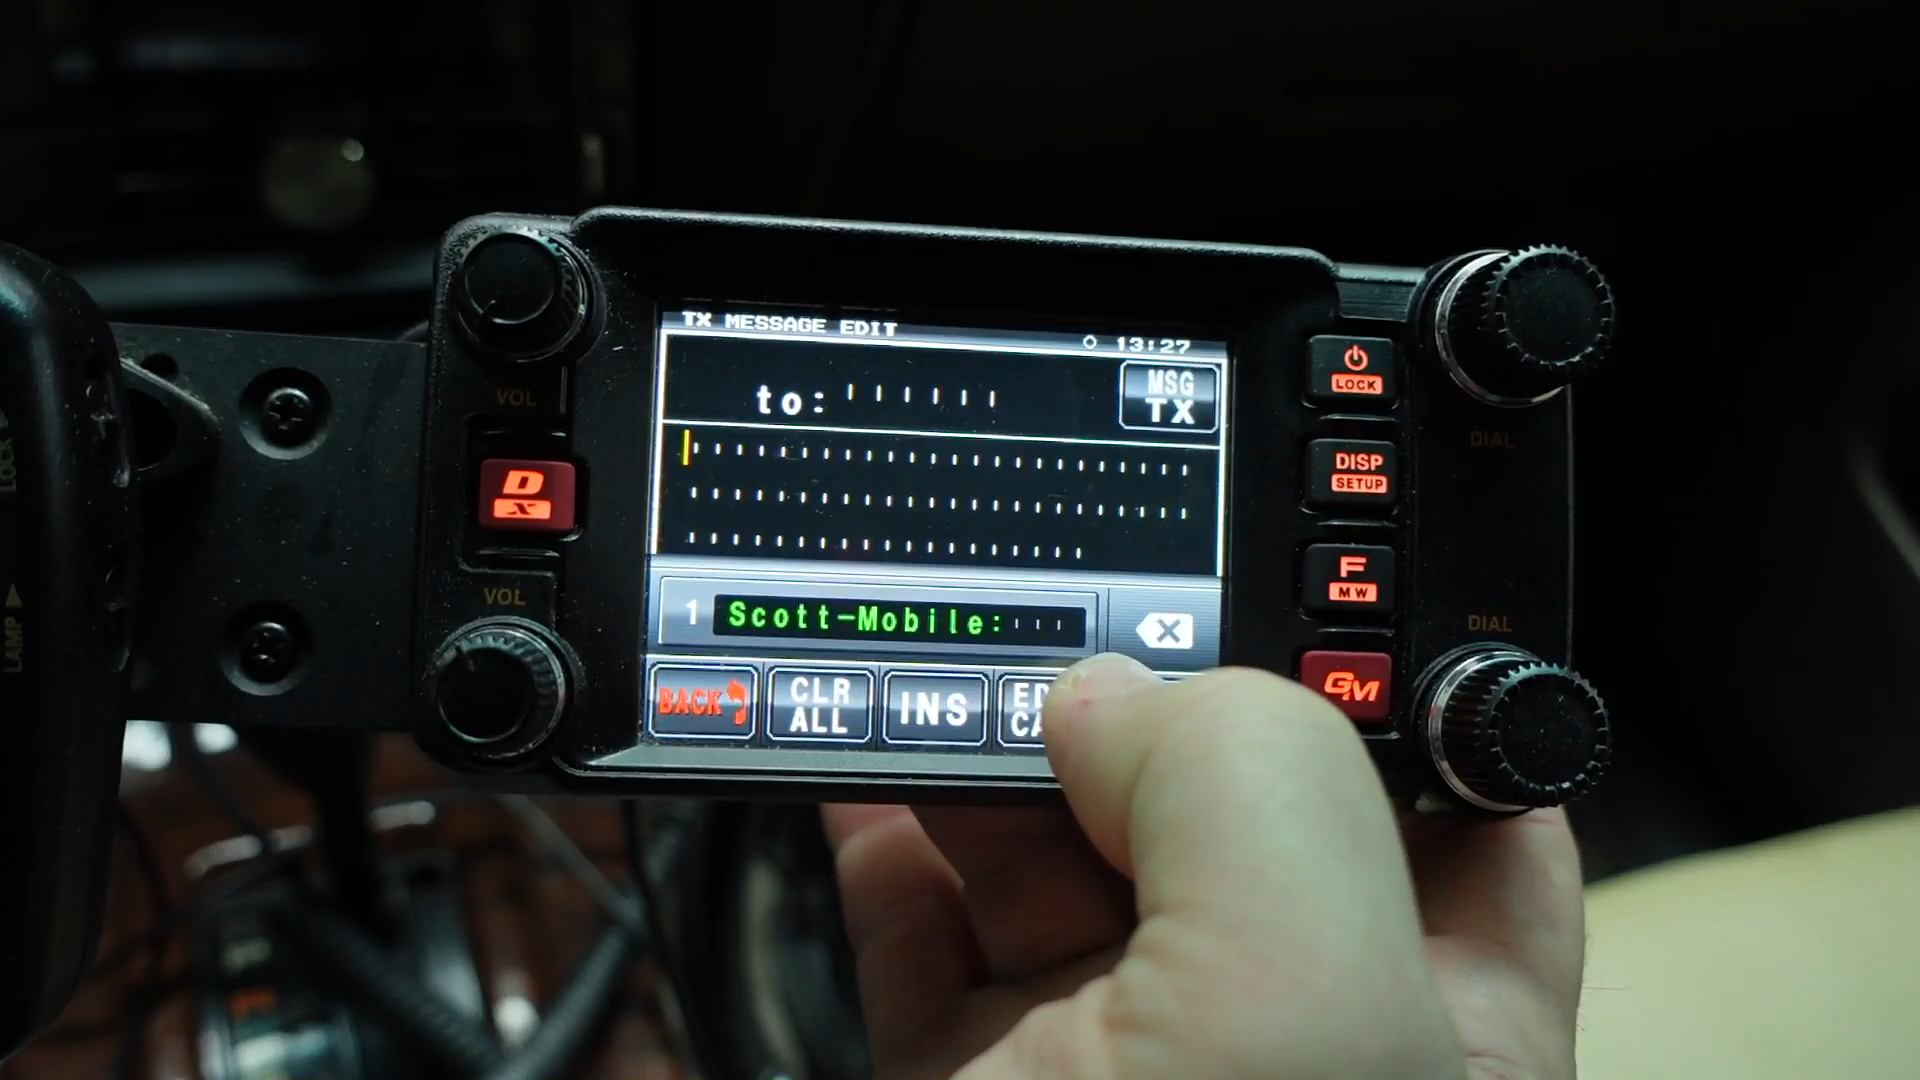 TX MESSAGE EDIT
13:27
to:
MSG
TX
1 Scott-Mobile:
BACK
CLR
ALL
INS
VOL
D
X
VOL
LOCK
DISP
SETUP
F
MW
GM
DIAL
DIAL
LOCK
LAMP